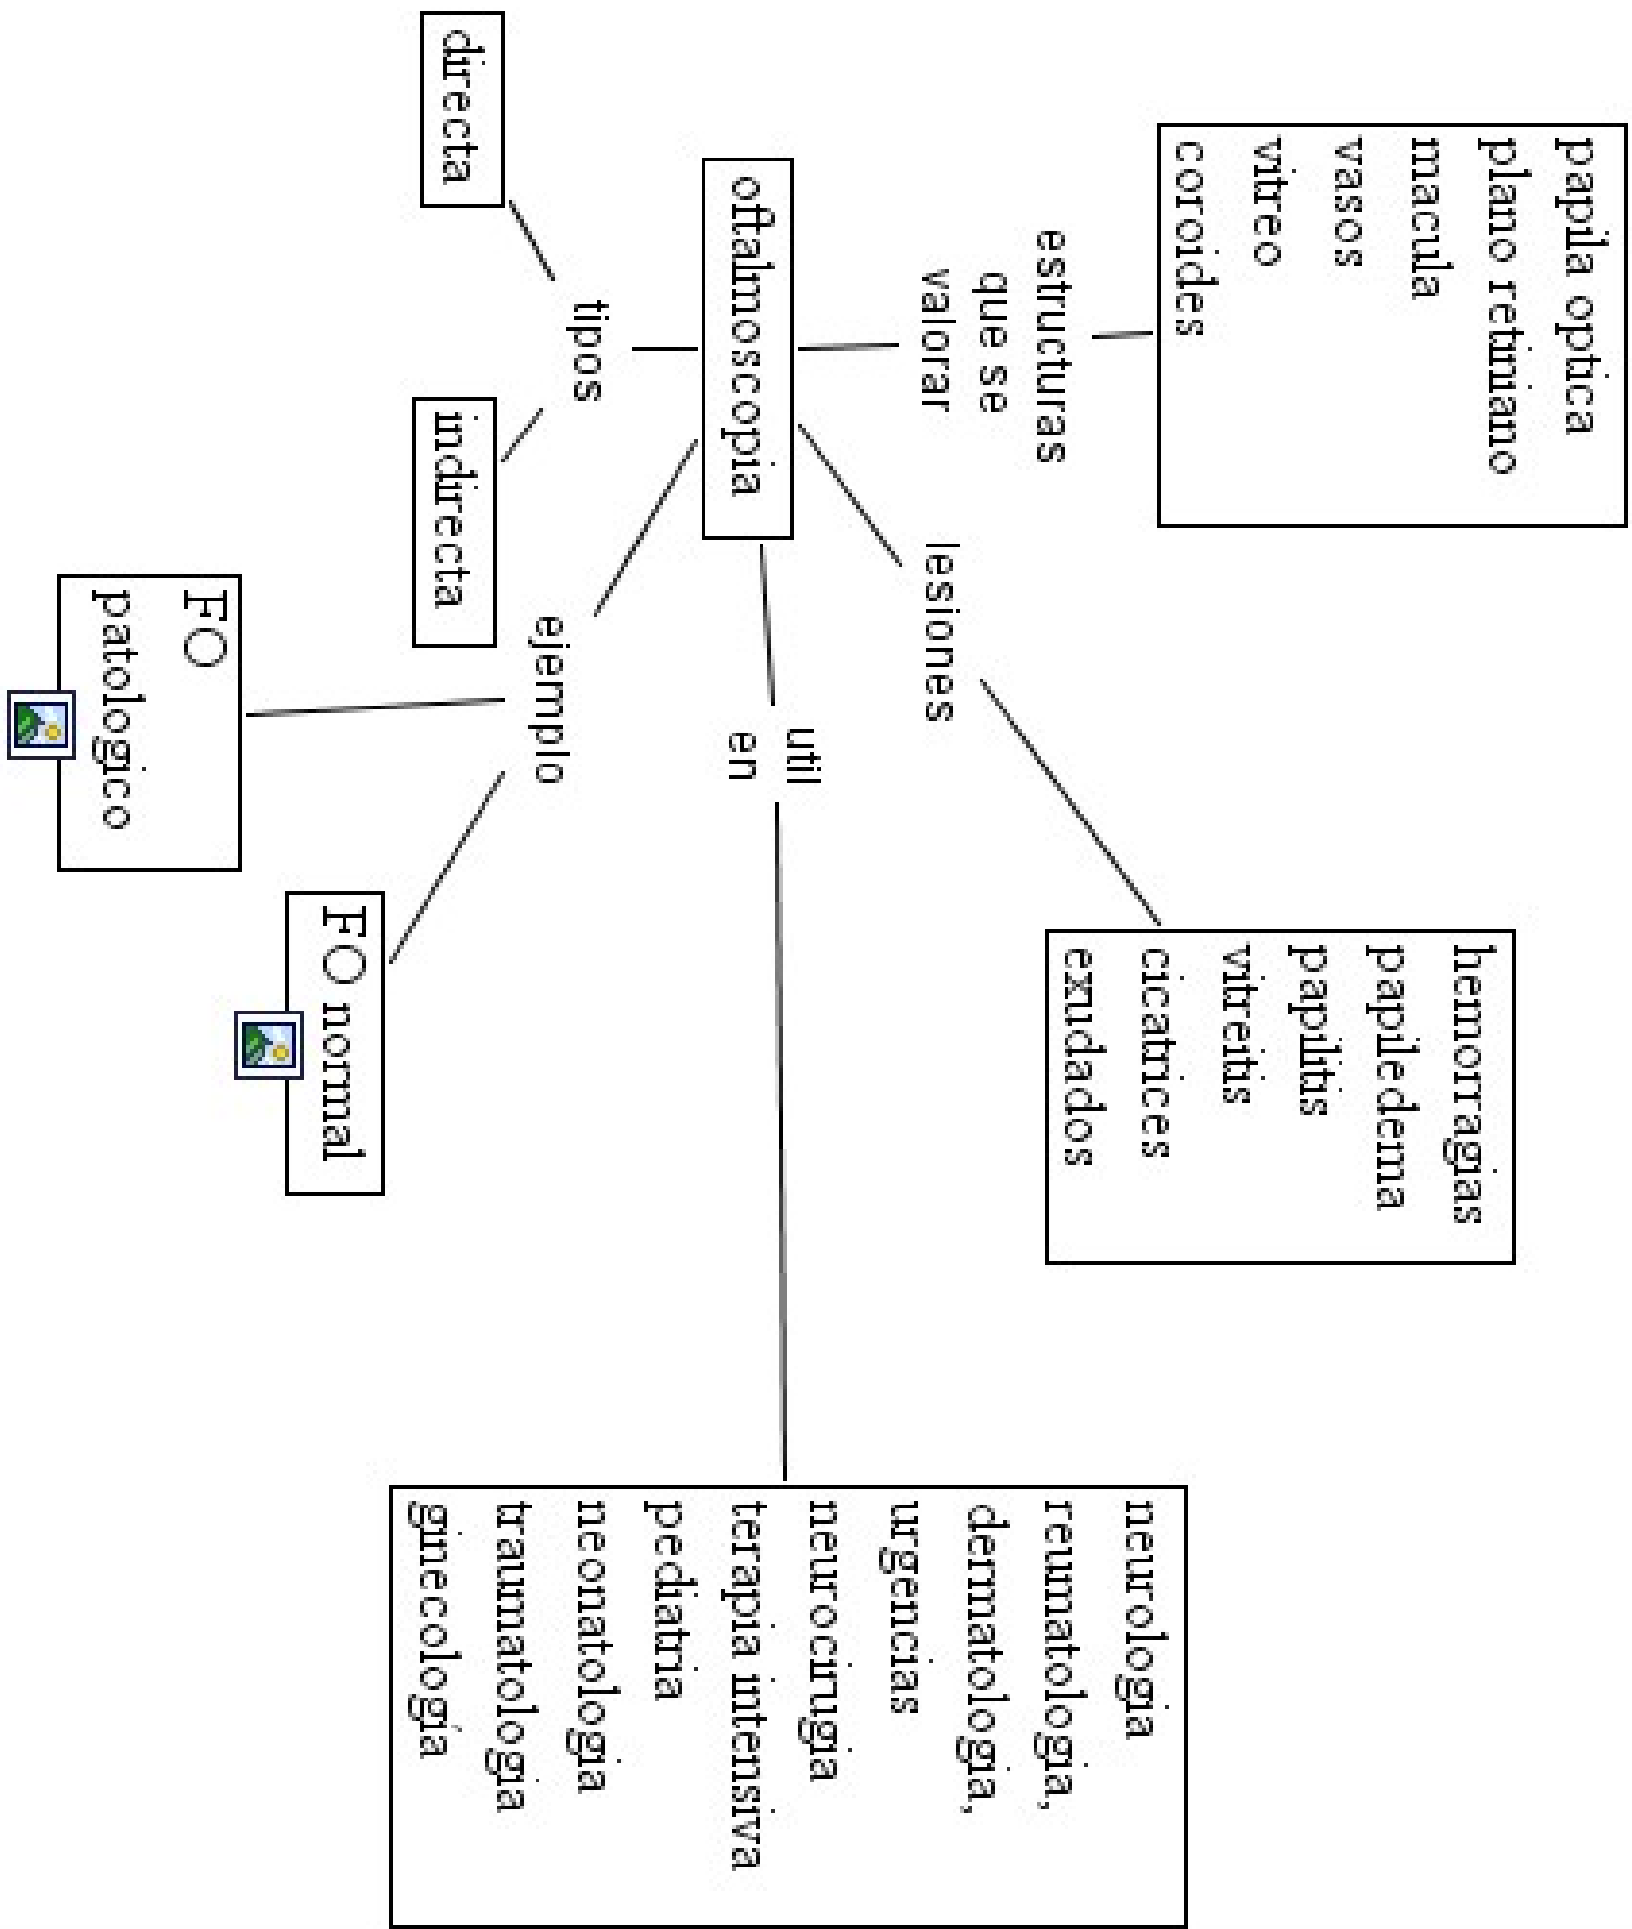 papila optica
plano retiniano
macula
vasos
vitreo
coroides
estructuras
que se
valorar
oftalmoscopia
tipos
directa
indirecta
lesiones
hemorragias
papiledema
papilitis
vitreitis
cicatrices
exudados
util
en
neurologia
reumatologia,
dermatologia,
urgencias
neurocirugia
terapia intensiva
pediatria
neonatologia
traumatologia
ginecologia
ejemplo
FO
patologico
FO normal